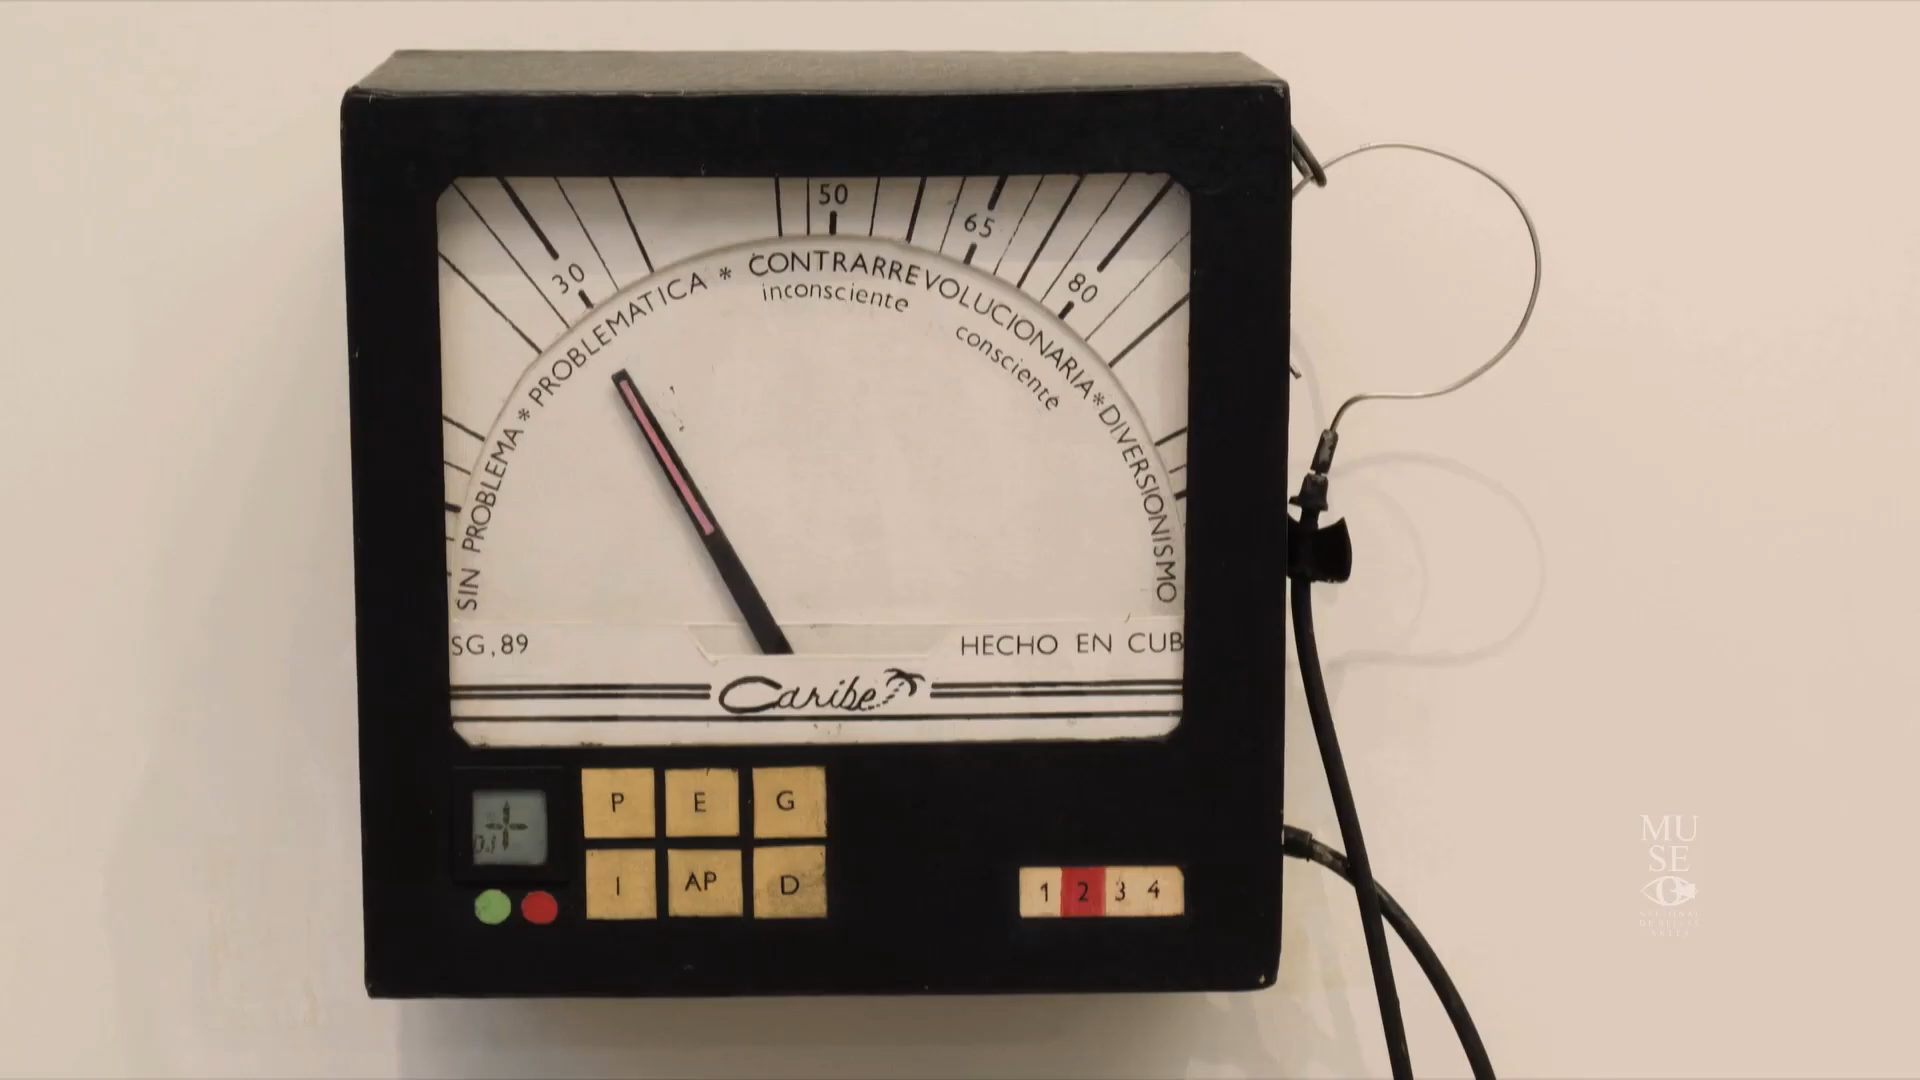 50
65
30
80
SIN PROBLEMA * PROBLEMATICA * CONTRARREVOLUCIONARIA * DIVERSIONISMO
inconsciente
consciente
SG,89
HECHO EN CUB
Caribe
P E G
I AP D
1 2 3 4
MU
SE